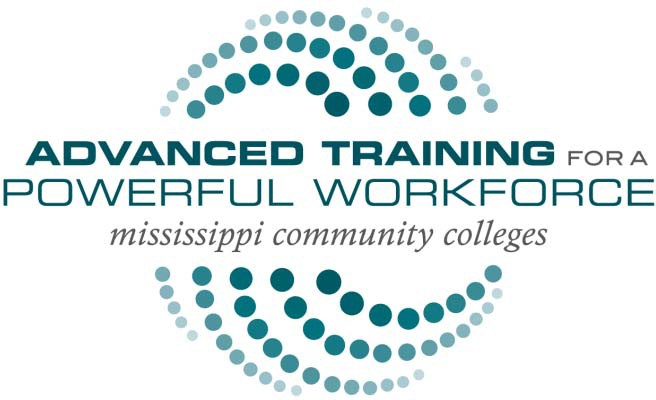 ADVANCED TRAINING FOR A
POWERFUL WORKFORCE
mississippi community colleges